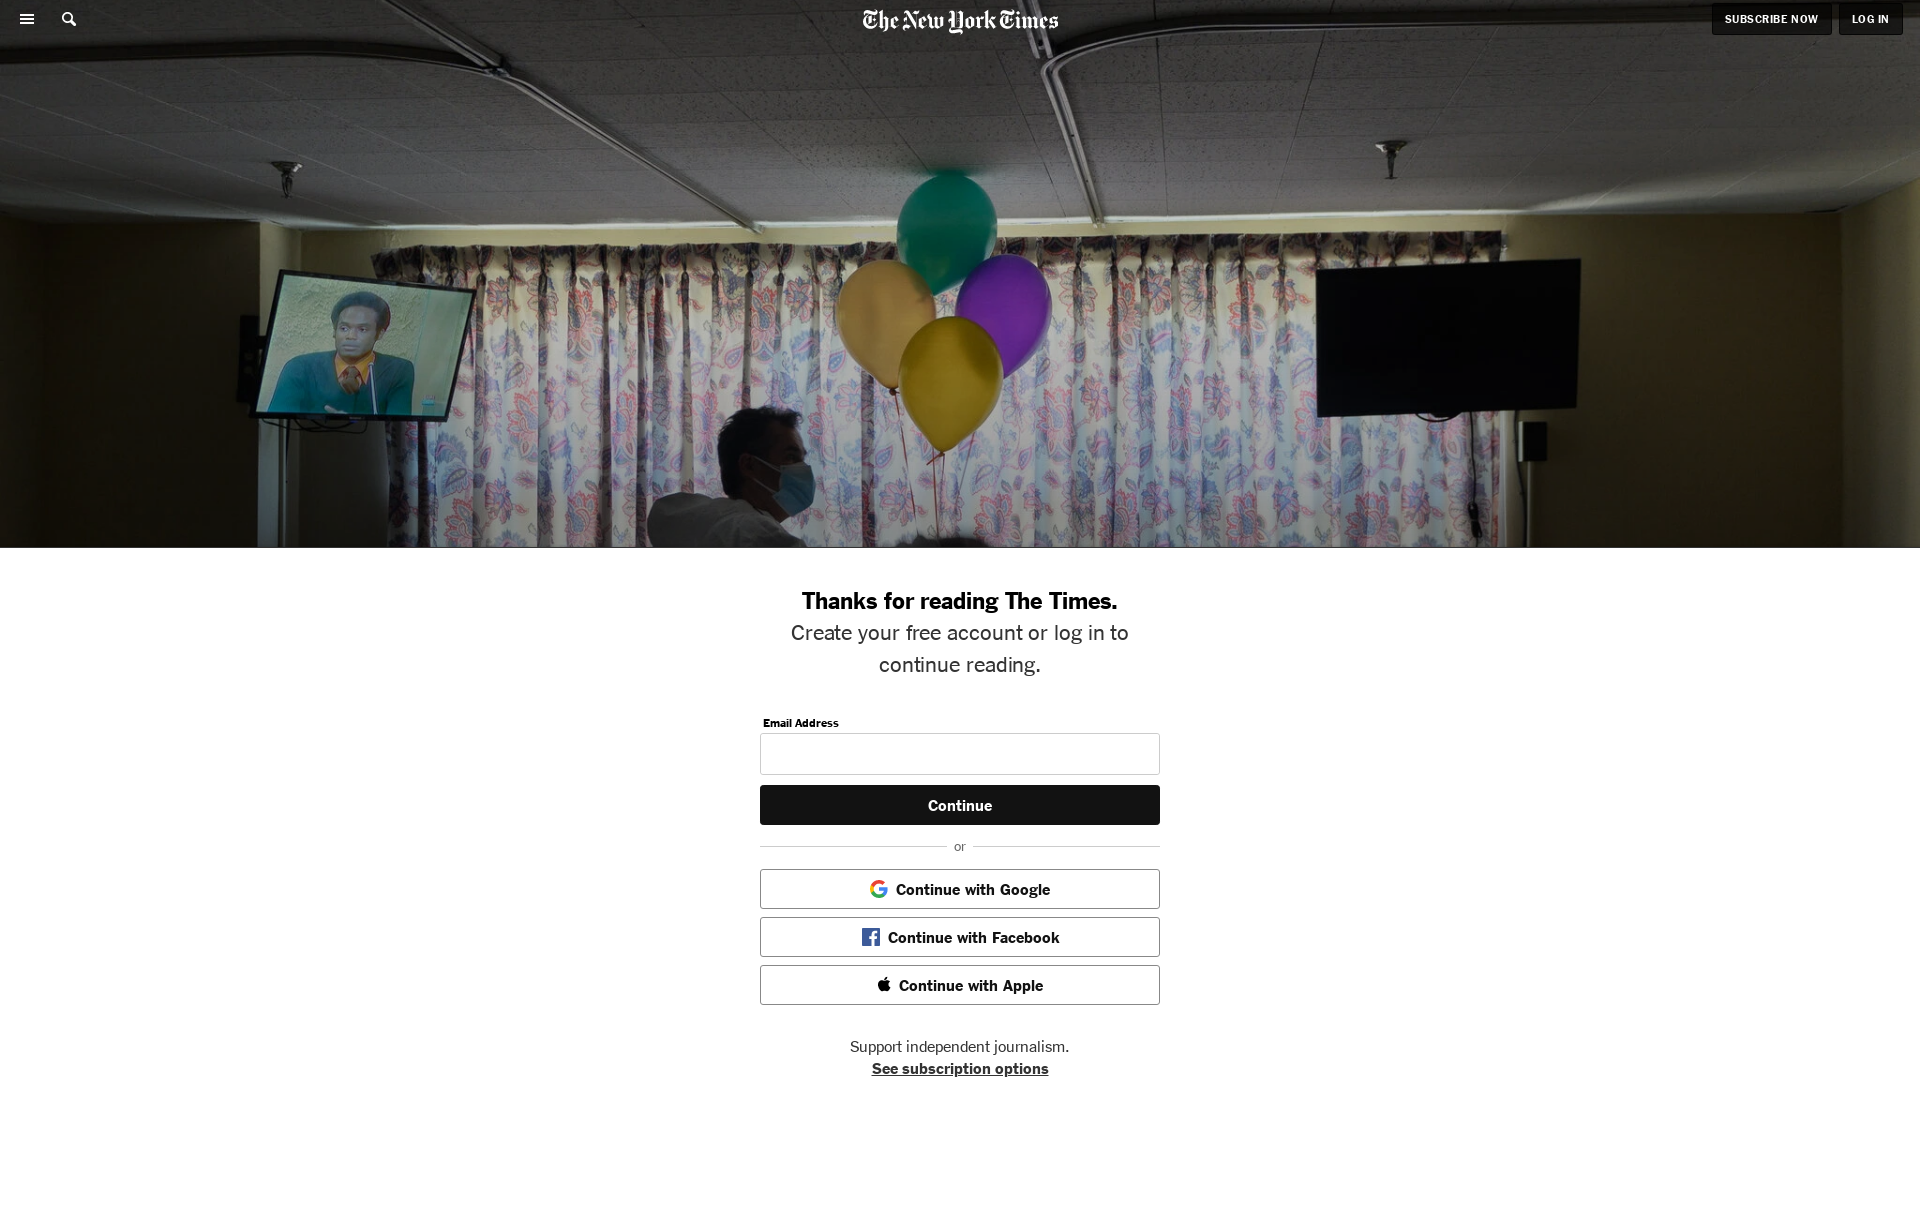 The New York Times
SUBSCRIBE NOW
LOG IN
Thanks for reading The Times.
Create your free account or log in to
continue reading.
Email Address
Continue
or
Continue with Google
Continue with Facebook
Continue with Apple
Support independent journalism.
See subscription options